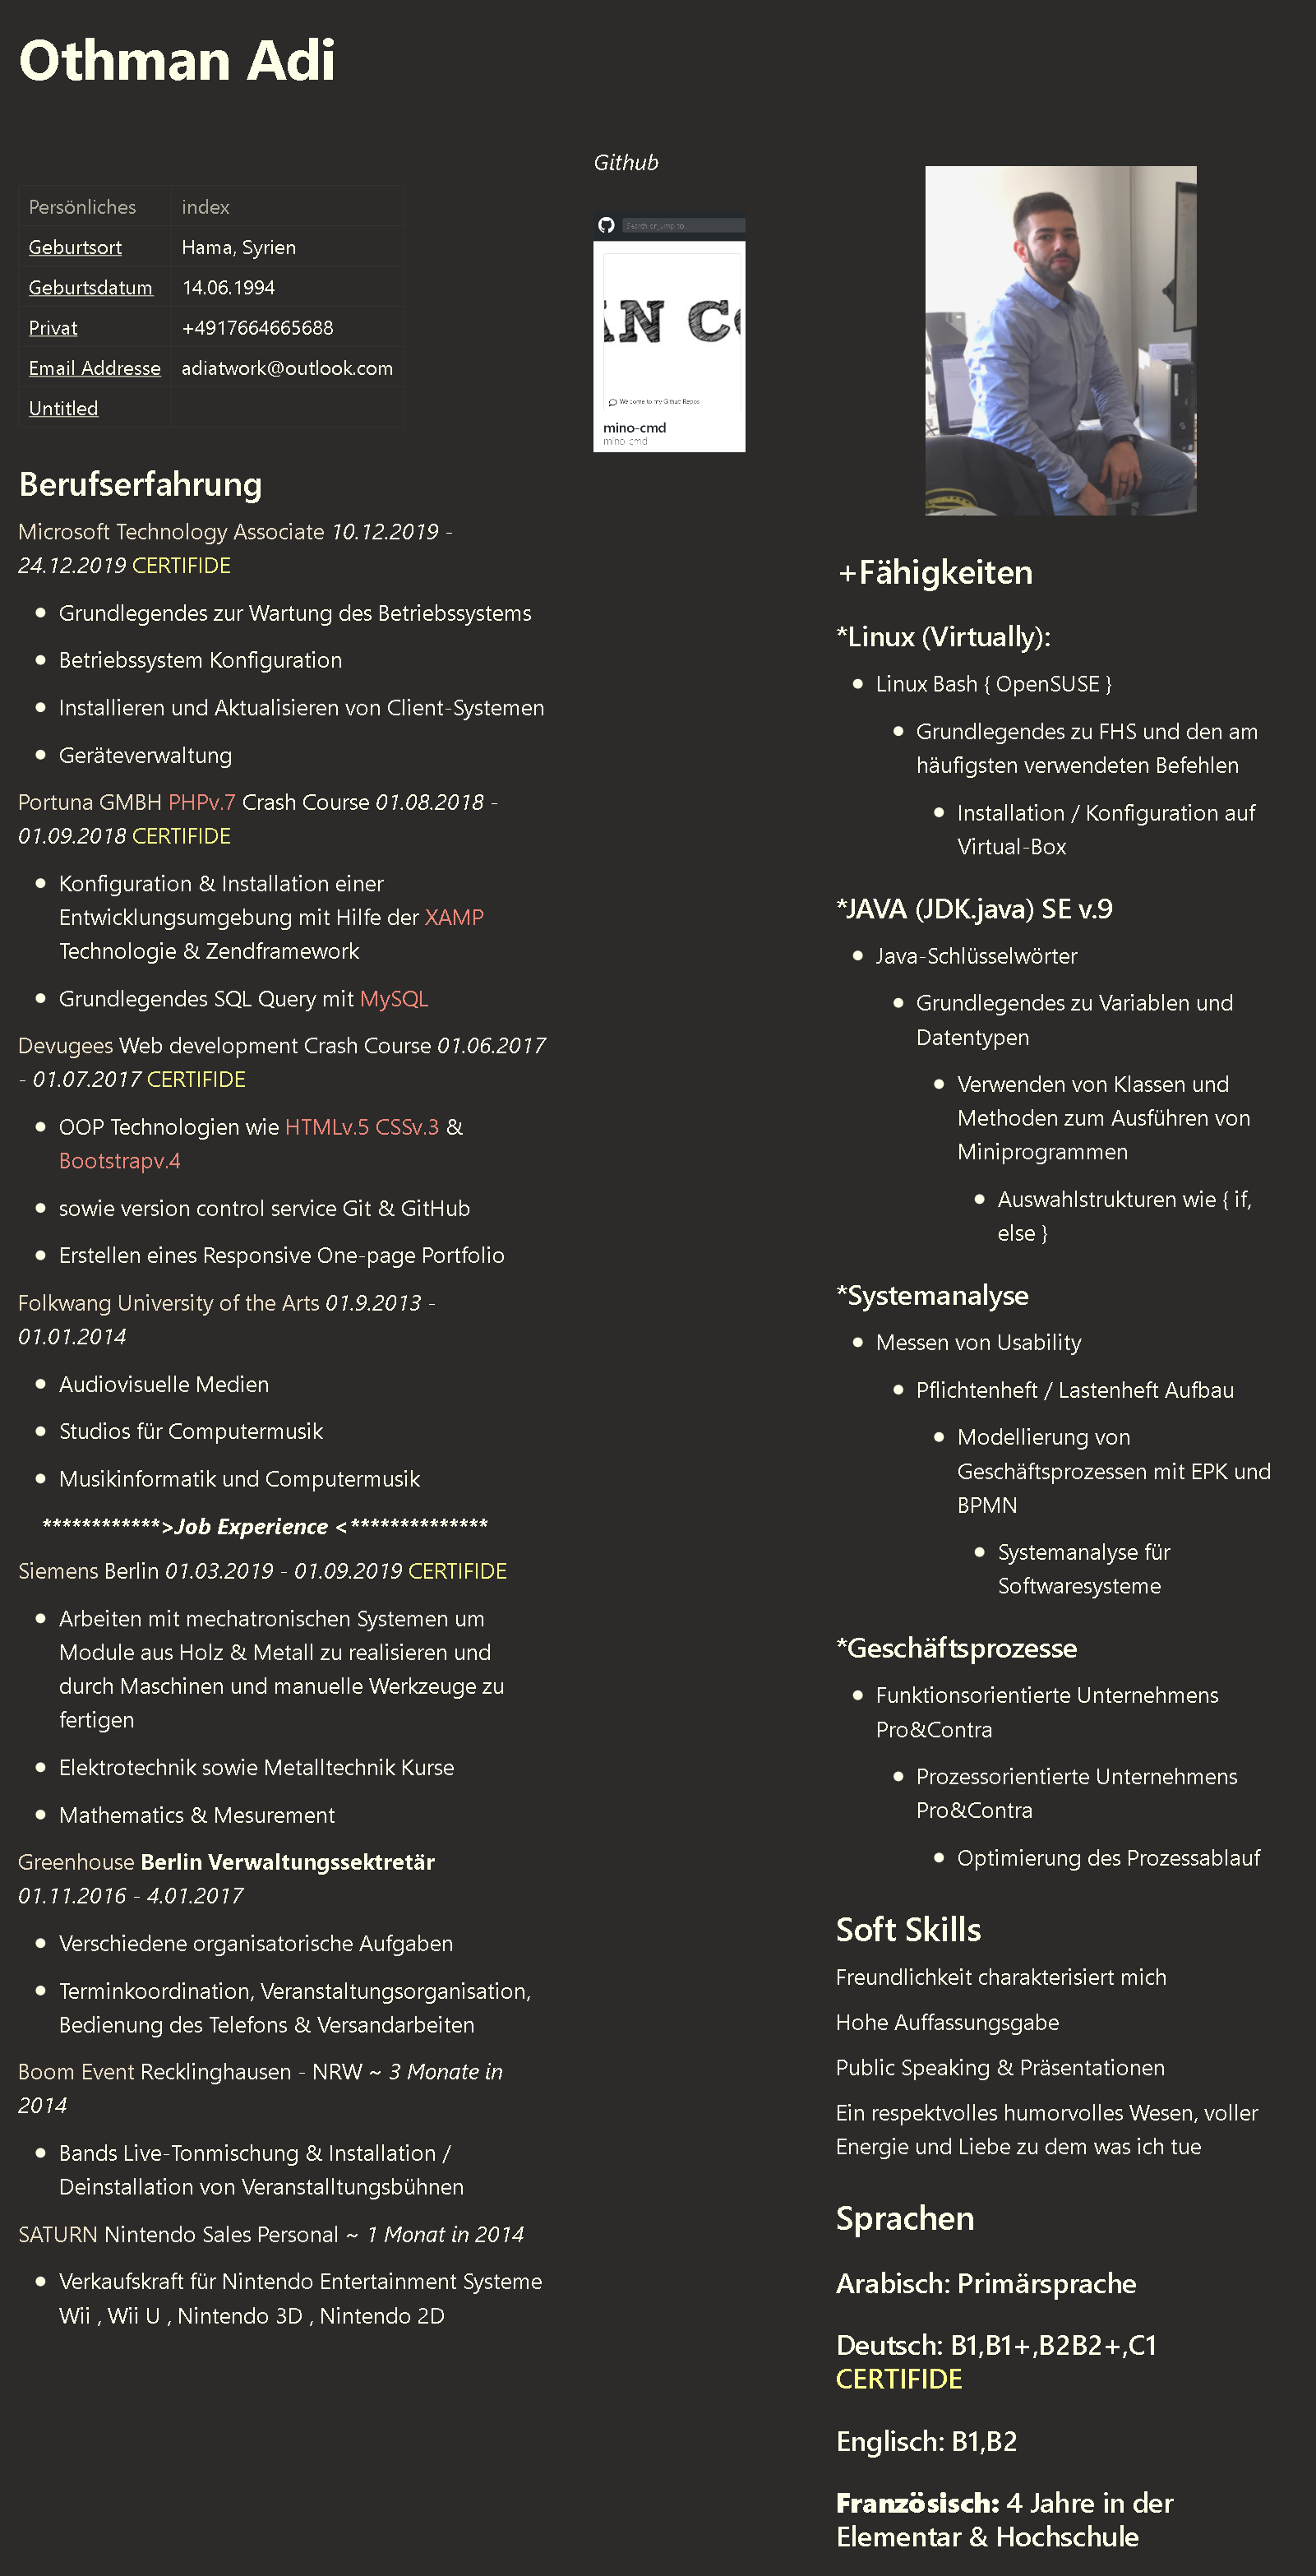 Othman Adi
Persönliches index
Geburtsort Hama, Syrien
Geburtsdatum 14.06.1994
Privat +4917664665688
Email Addresse adiatwork@outlook.com
Untitled
Berufserfahrung
Microsoft Technology Associate 10.12.2019 -
24.12.2019 CERTIFIDE
Grundlegendes zur Wartung des Betriebssystems
Betriebssystem Konfiguration
Installieren und Aktualisieren von Client-Systemen
Geräteverwaltung
Portuna GMBH PHPv.7 Crash Course 01.08.2018 -
01.09.2018 CERTIFIDE
Konfiguration & Installation einer
Entwicklungsumgebung mit Hilfe der XAMP
Technologie & Zendframework
Grundlegendes SQL Query mit MySQL
Devugees Web development Crash Course 01.06.2017
- 01.07.2017 CERTIFIDE
OOP Technologien wie HTMLv.5 CSSv.3 &
Bootstrapv.4
sowie version control service Git & GitHub
Erstellen eines Responsive One-page Portfolio
Folkwang University of the Arts 01.9.2013 -
01.01.2014
Audiovisuelle Medien
Studios für Computermusik
Musikinformatik und Computermusik
************>Job Experience <**************
Siemens Berlin 01.03.2019 - 01.09.2019 CERTIFIDE
Arbeiten mit mechatronischen Systemen um
Module aus Holz & Metall zu realisieren und
durch Maschinen und manuelle Werkzeuge zu
fertigen
Elektrotechnik sowie Metalltechnik Kurse
Mathematics & Mesurement
Greenhouse Berlin Verwaltungssektretär
01.11.2016 - 4.01.2017
Verschiedene organisatorische Aufgaben
Terminkoordination, Veranstaltungsorganisation,
Bedienung des Telefons & Versandarbeiten
Boom Event Recklinghausen - NRW ~ 3 Monate in
2014
Bands Live-Tonmischung & Installation /
Deinstallation von Veranstalltungsbühnen
SATURN Nintendo Sales Personal ~ 1 Monat in 2014
Verkaufskraft für Nintendo Entertainment Systeme
Wii , Wii U , Nintendo 3D , Nintendo 2D
Github
Search or jump to...
AN Co
Welcome to my Github Repos
mino-cmd
mino-cmd
+Fähigkeiten
*Linux (Virtually):
Linux Bash { OpenSUSE }
Grundlegendes zu FHS und den am
häufigsten verwendeten Befehlen
Installation / Konfiguration auf
Virtual-Box
*JAVA (JDK.java) SE v.9
Java-Schlüsselwörter
Grundlegendes zu Variablen und
Datentypen
Verwenden von Klassen und
Methoden zum Ausführen von
Miniprogrammen
Auswahlstrukturen wie { if,
else }
*Systemanalyse
Messen von Usability
Pflichtenheft / Lastenheft Aufbau
Modellierung von
Geschäftsprozessen mit EPK und
BPMN
Systemanalyse für
Softwaresysteme
*Geschäftsprozesse
Funktionsorientierte Unternehmens
Pro&Contra
Prozessorientierte Unternehmens
Pro&Contra
Optimierung des Prozessablauf
Soft Skills
Freundlichkeit charakterisiert mich
Hohe Auffassungsgabe
Public Speaking & Präsentationen
Ein respektvolles humorvolles Wesen, voller
Energie und Liebe zu dem was ich tue
Sprachen
Arabisch: Primärsprache
Deutsch: B1,B1+,B2B2+,C1
CERTIFIDE
Englisch: B1,B2
Französisch: 4 Jahre in der
Elementar & Hochschule